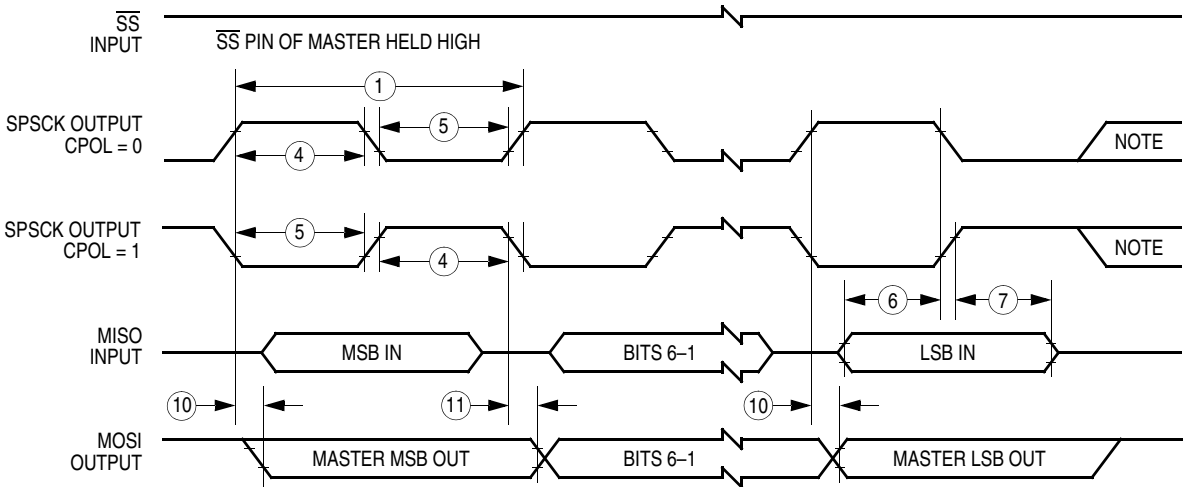 SS
INPUT
SS PIN OF MASTER HELD HIGH
1
SPSCK OUTPUT
CPOL = 0
5
4
NOTE
SPSCK OUTPUT
CPOL = 1
5
4
NOTE
6
7
MISO
INPUT
MSB IN
BITS 6–1
LSB IN
10
11
10
MOSI
OUTPUT
MASTER MSB OUT
BITS 6–1
MASTER LSB OUT